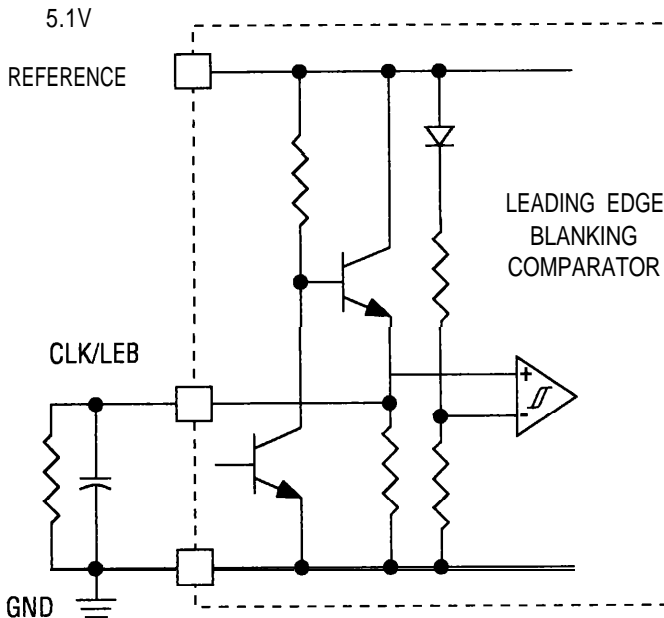 5.1V
REFERENCE
LEADING EDGE
BLANKING
COMPARATOR
CLK/LEB
+
-
GND